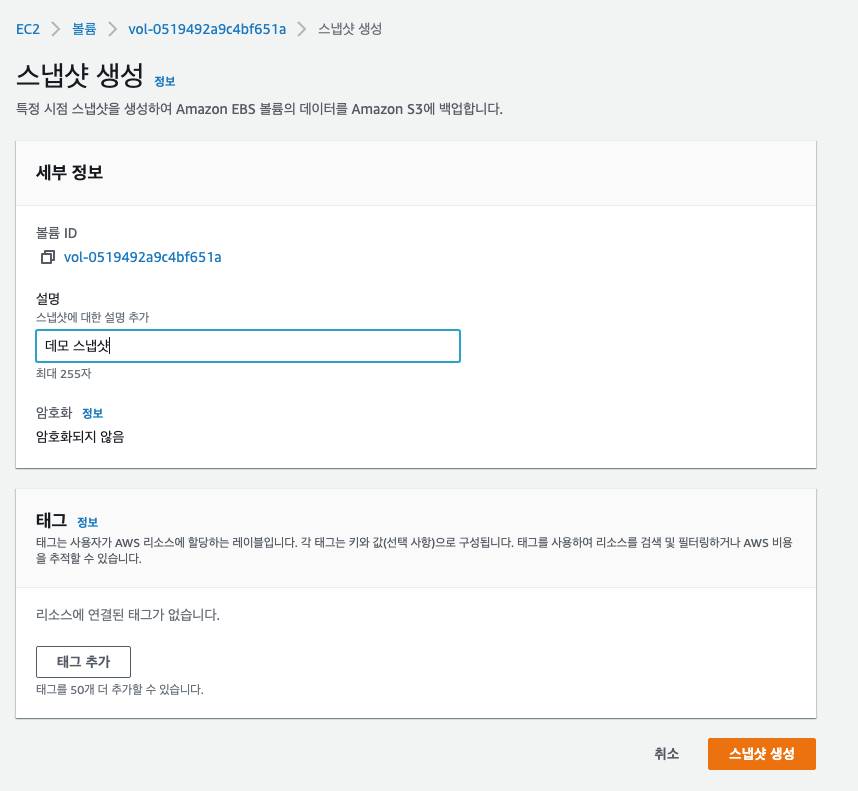 EC2 > 볼륨 > vol-0519492a9c4bf651a > 스냅샷 생성
스냅샷 생성 정보
특정 시점 스냅샷을 생성하여 Amazon EBS 볼륨의 데이터를 Amazon S3에 백업합니다.
세부 정보
볼륨 ID
vol-0519492a9c4bf651a
설명
스냅샷에 대한 설명 추가
데모 스냅샷
최대 255자
암호화 정보
암호화되지 않음
태그 정보
태그는 사용자가 AWS 리소스에 할당하는 레이블입니다. 각 태그는 키와 값(선택 사항)으로 구성됩니다. 태그를 사용하여 리소스를 검색 및 필터링하거나 AWS 비용
을 추적할 수 있습니다.
리소스에 연결된 태그가 없습니다.
태그 추가
태그를 50개 더 추가할 수 있습니다.
취소 스냅샷 생성